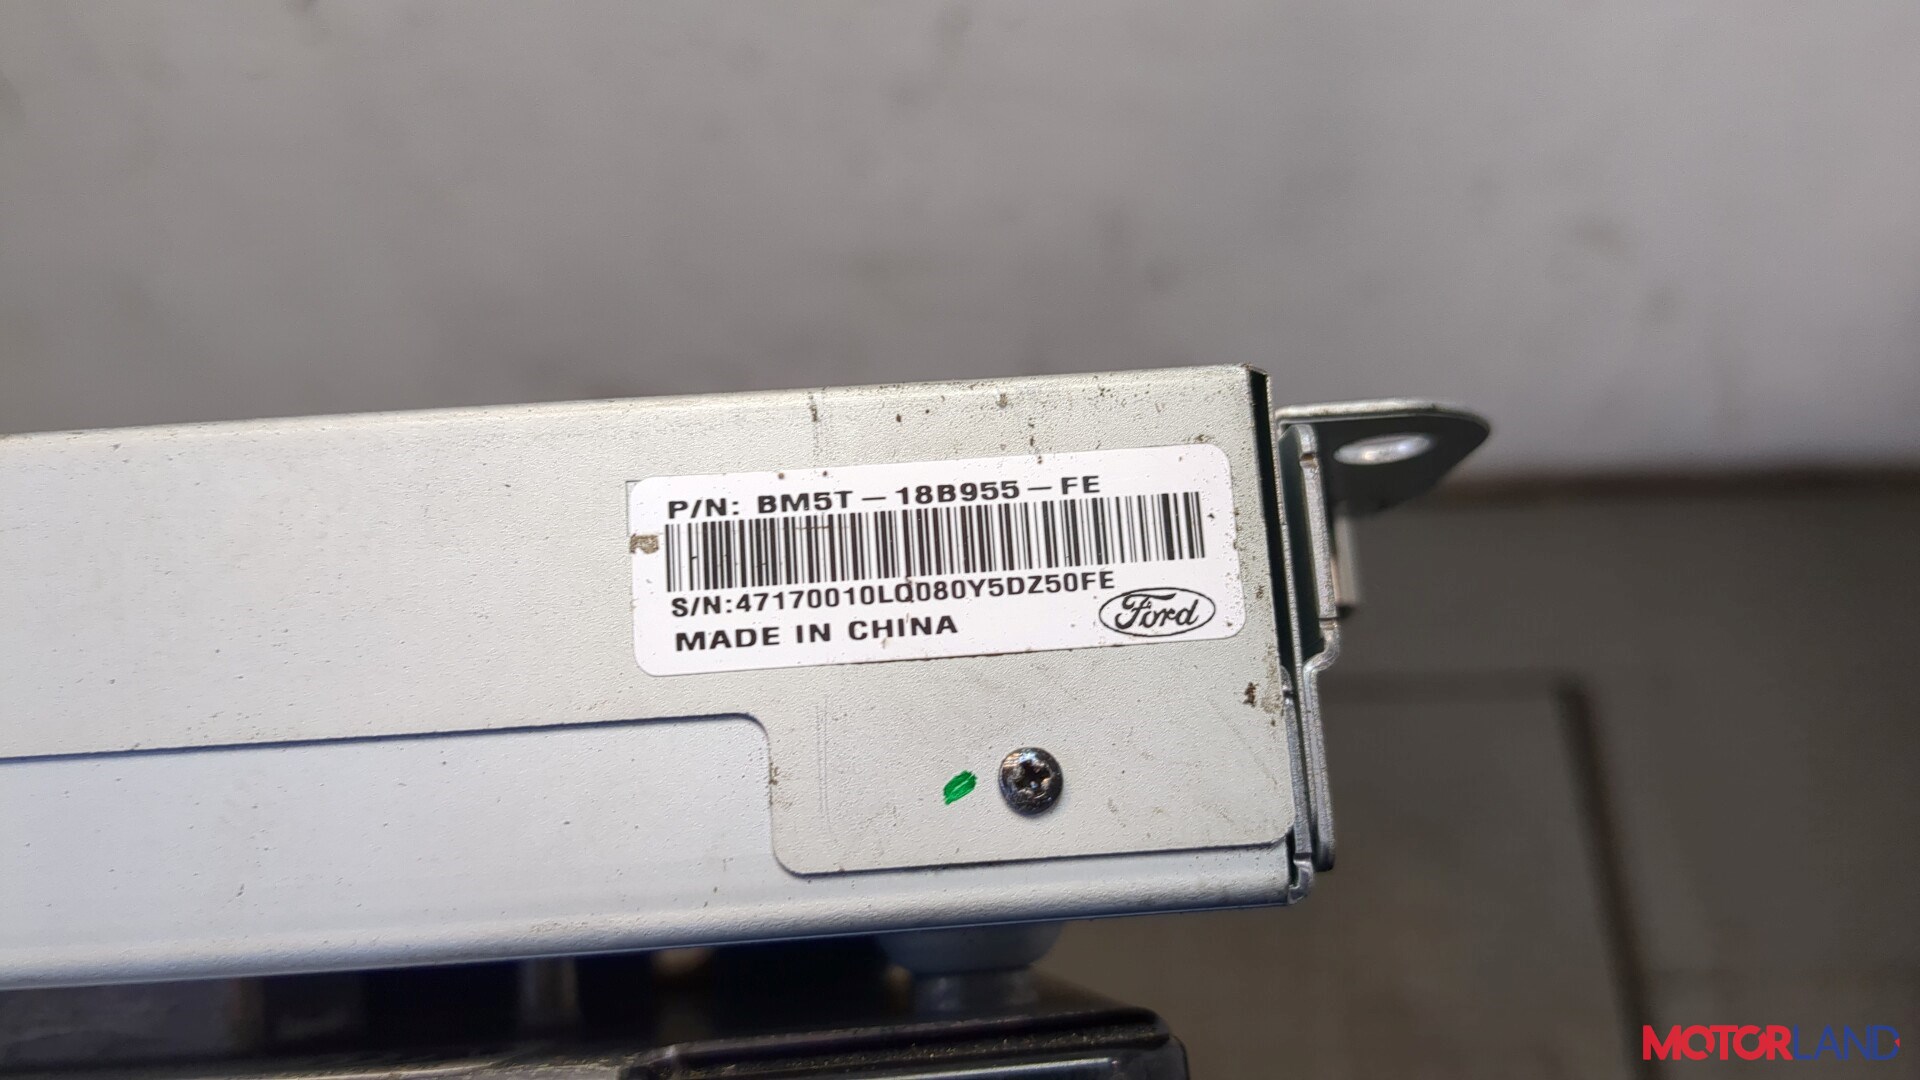 P/N: BM5T-18B955-FE
S/N:47170010LQ080Y5DZ50FE
MADE IN CHINA
Ford
MOTORLAND